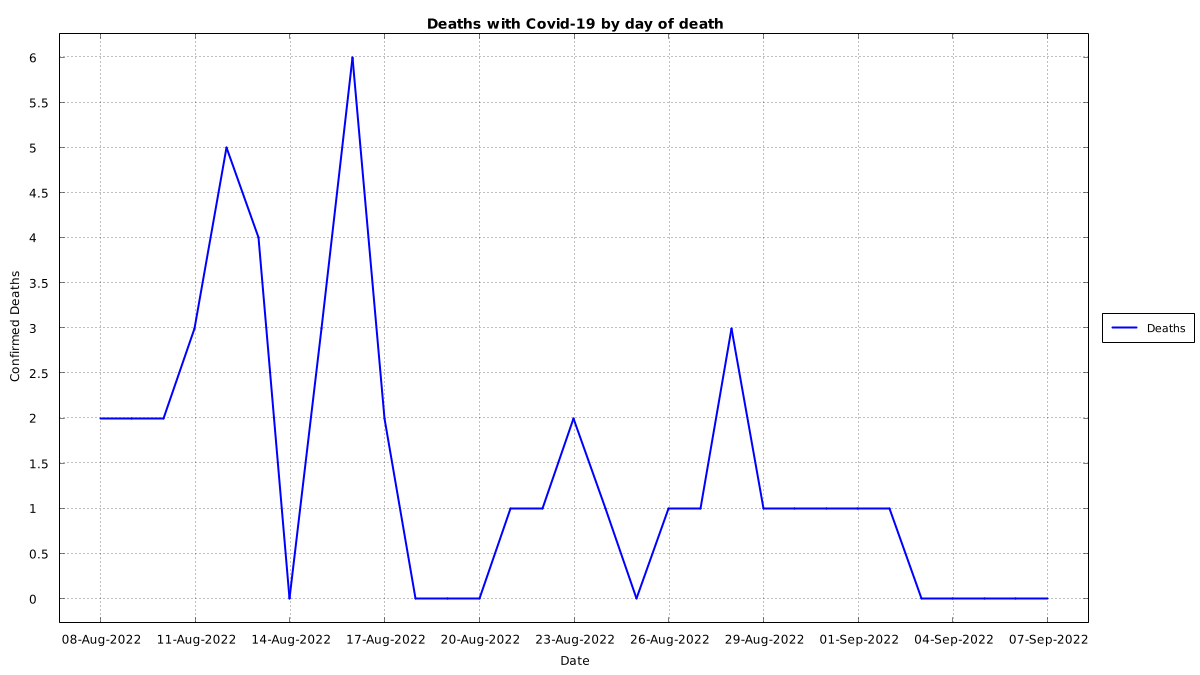 Deaths with Covid-19 by day of death
6
5.5
5
4.5
4
3.5
3
2.5
2
1.5
1
0.5
0
Confirmed Deaths
08-Aug-2022 11-Aug-2022 14-Aug-2022 17-Aug-2022 20-Aug-2022 23-Aug-2022 26-Aug-2022 29-Aug-2022 01-Sep-2022 04-Sep-2022 07-Sep-2022
Date
Deaths